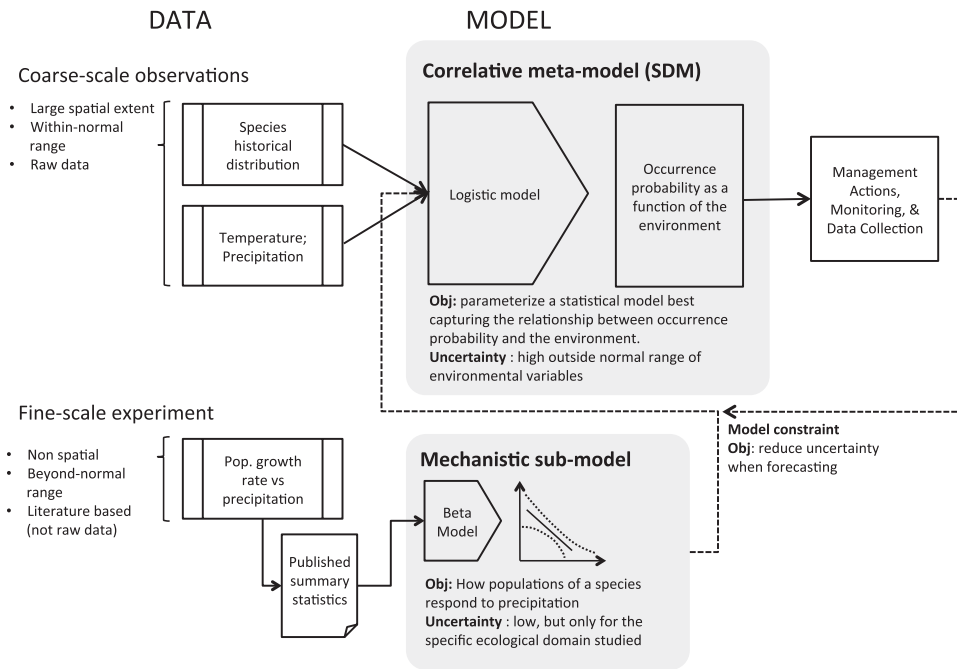 DATA
MODEL
Coarse-scale observations
• Large spatial extent
• Within-normal
range
• Raw data
Species
historical
distribution
Temperature;
Precipitation
Correlative meta-model (SDM)
Logistic model
Occurrence
probability as a
function of the
environment
Obj: parameterize a statistical model best
capturing the relationship between occurrence
probability and the environment.
Uncertainty : high outside normal range of
environmental variables
Management
Actions,
Monitoring, &
Data Collection
Fine-scale experiment
• Non spatial
• Beyond-normal
range
• Literature based
(not raw data)
Pop. growth
rate vs
precipitation
Published
summary
statistics
Mechanistic sub-model
Beta
Model
Obj: How populations of a species
respond to precipitation
Uncertainty : low, but only for the
specific ecological domain studied
Model constraint
Obj: reduce uncertainty
when forecasting